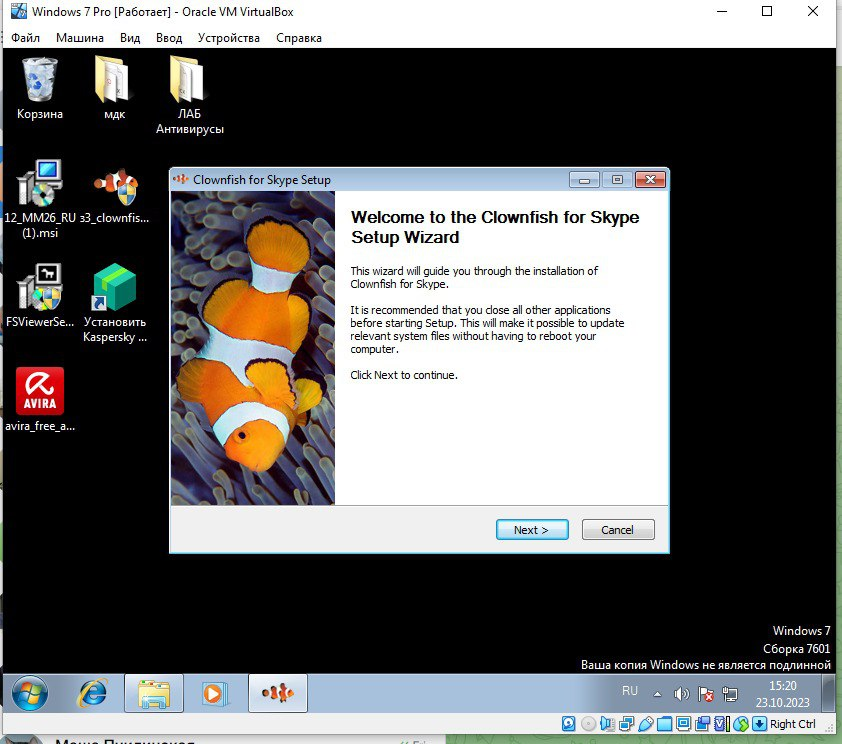 Windows 7 Pro [Работает] - Oracle VM VirtualBox
Файл Машина Вид Ввод Устройства Справка
Корзина
мдк
ЛАБ
Антивирусы
12_MM26_RU
(1).msi
з3_clownfis...
FSViewerSe...
Установить
Kaspersky ...
AVIRA
avira_free_a...
Clownfish for Skype Setup
Welcome to the Clownfish for Skype
Setup Wizard
This wizard will guide you through the installation of
Clownfish for Skype.
It is recommended that you close all other applications
before starting Setup. This will make it possible to update
relevant system files without having to reboot your
computer.
Click Next to continue.
Next >
Cancel
Windows 7
Сборка 7601
Ваша копия Windows не является подлинной
RU
15:20
23.10.2023
Right Ctrl